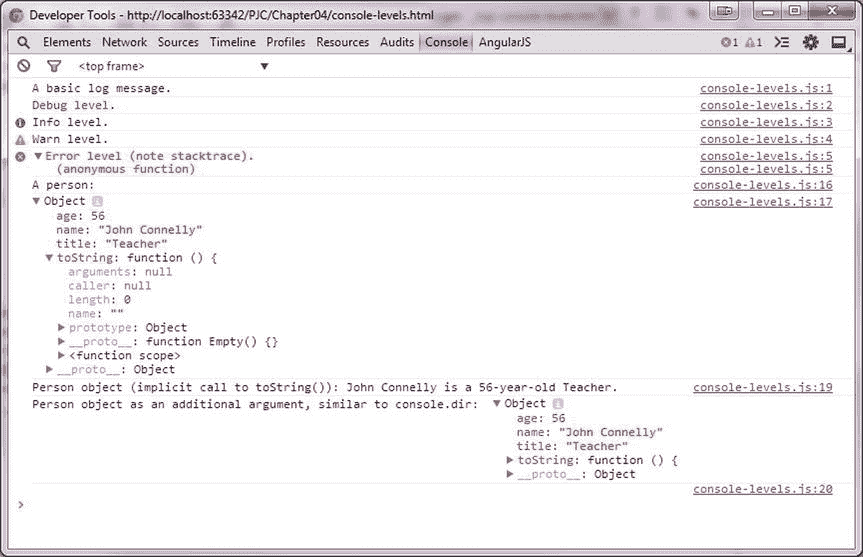 Developer Tools - http://localhost:63342/PJC/Chapter04/console-levels.html
Elements Network Sources Timeline Profiles Resources Audits Console AngularJS 1 1
<top frame>
A basic log message. console-levels.js:1
Debug level. console-levels.js:2
Info level. console-levels.js:3
Warn level. console-levels.js:4
Error level (note stacktrace). console-levels.js:5
(anonymous function) console-levels.js:5
A person: console-levels.js:16
Object console-levels.js:17
age: 56
name: "John Connelly"
title: "Teacher"
toString: function () {
arguments: null
caller: null
length: 0
name: ""
prototype: Object
__proto__: function Empty() {}
<function scope>
__proto__: Object
Person object (implicit call to toString()): John Connelly is a 56-year-old Teacher. console-levels.js:19
Person object as an additional argument, similar to console.dir: Object
age: 56
name: "John Connelly"
title: "Teacher"
toString: function () {
__proto__: Object
console-levels.js:20
>